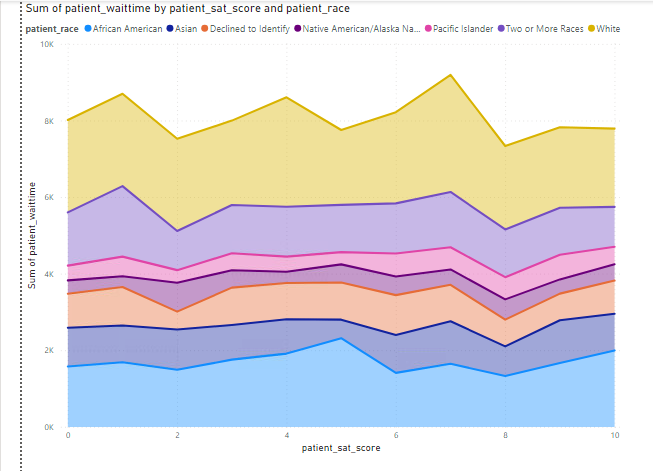 Sum of patient_waittime by patient_sat_score and patient_race
patient_race African American Asian Declined to Identify Native American/Alaska Na... Pacific Islander Two or More Races White
10K
8K
6K
4K
2K
0K
Sum of patient_waittime
0 2 4 6 8 10
patient_sat_score